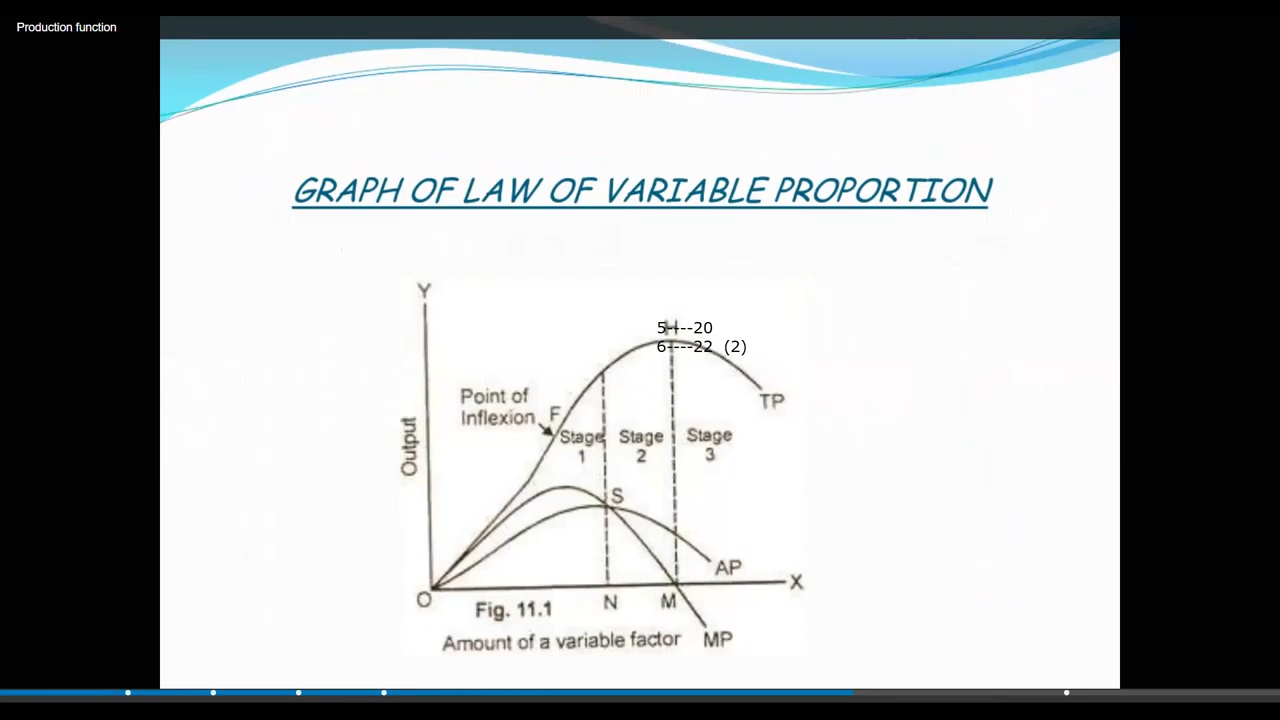 Production function
GRAPH OF LAW OF VARIABLE PROPORTION
Y
H
5----20
6----22 (2)
TP
Point of
Inflexion
F
Output
Stage
1
Stage
2
Stage
3
S
AP
X
O
Fig. 11.1
N
M
MP
Amount of a variable factor